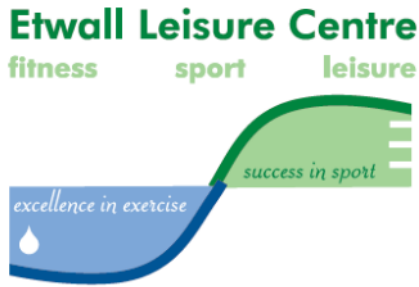 Etwall Leisure Centre
fitness sport leisure
success in sport
excellence in exercise